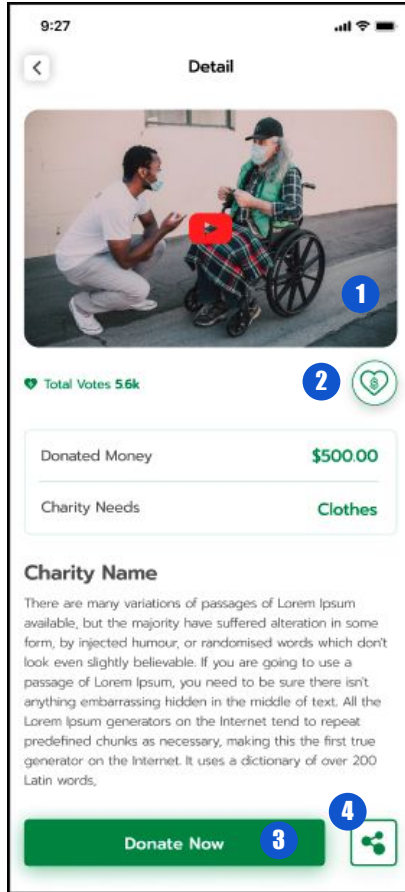 9:27
Detail
1
Total Votes 5.6k
2
Donated Money
$500.00
Charity Needs
Clothes
Charity Name
There are many variations of passages of Lorem Ipsum
available, but the majority have suffered alteration in some
form, by injected humour, or randomised words which don't
look even slightly believable. If you are going to use a
passage of Lorem Ipsum, you need to be sure there isn't
anything embarrassing hidden in the middle of text. All the
Lorem Ipsum generators on the Internet tend to repeat
predefined chunks as necessary, making this the first true
generator on the Internet. It uses a dictionary of over 200
Latin words,
Donate Now
3
4